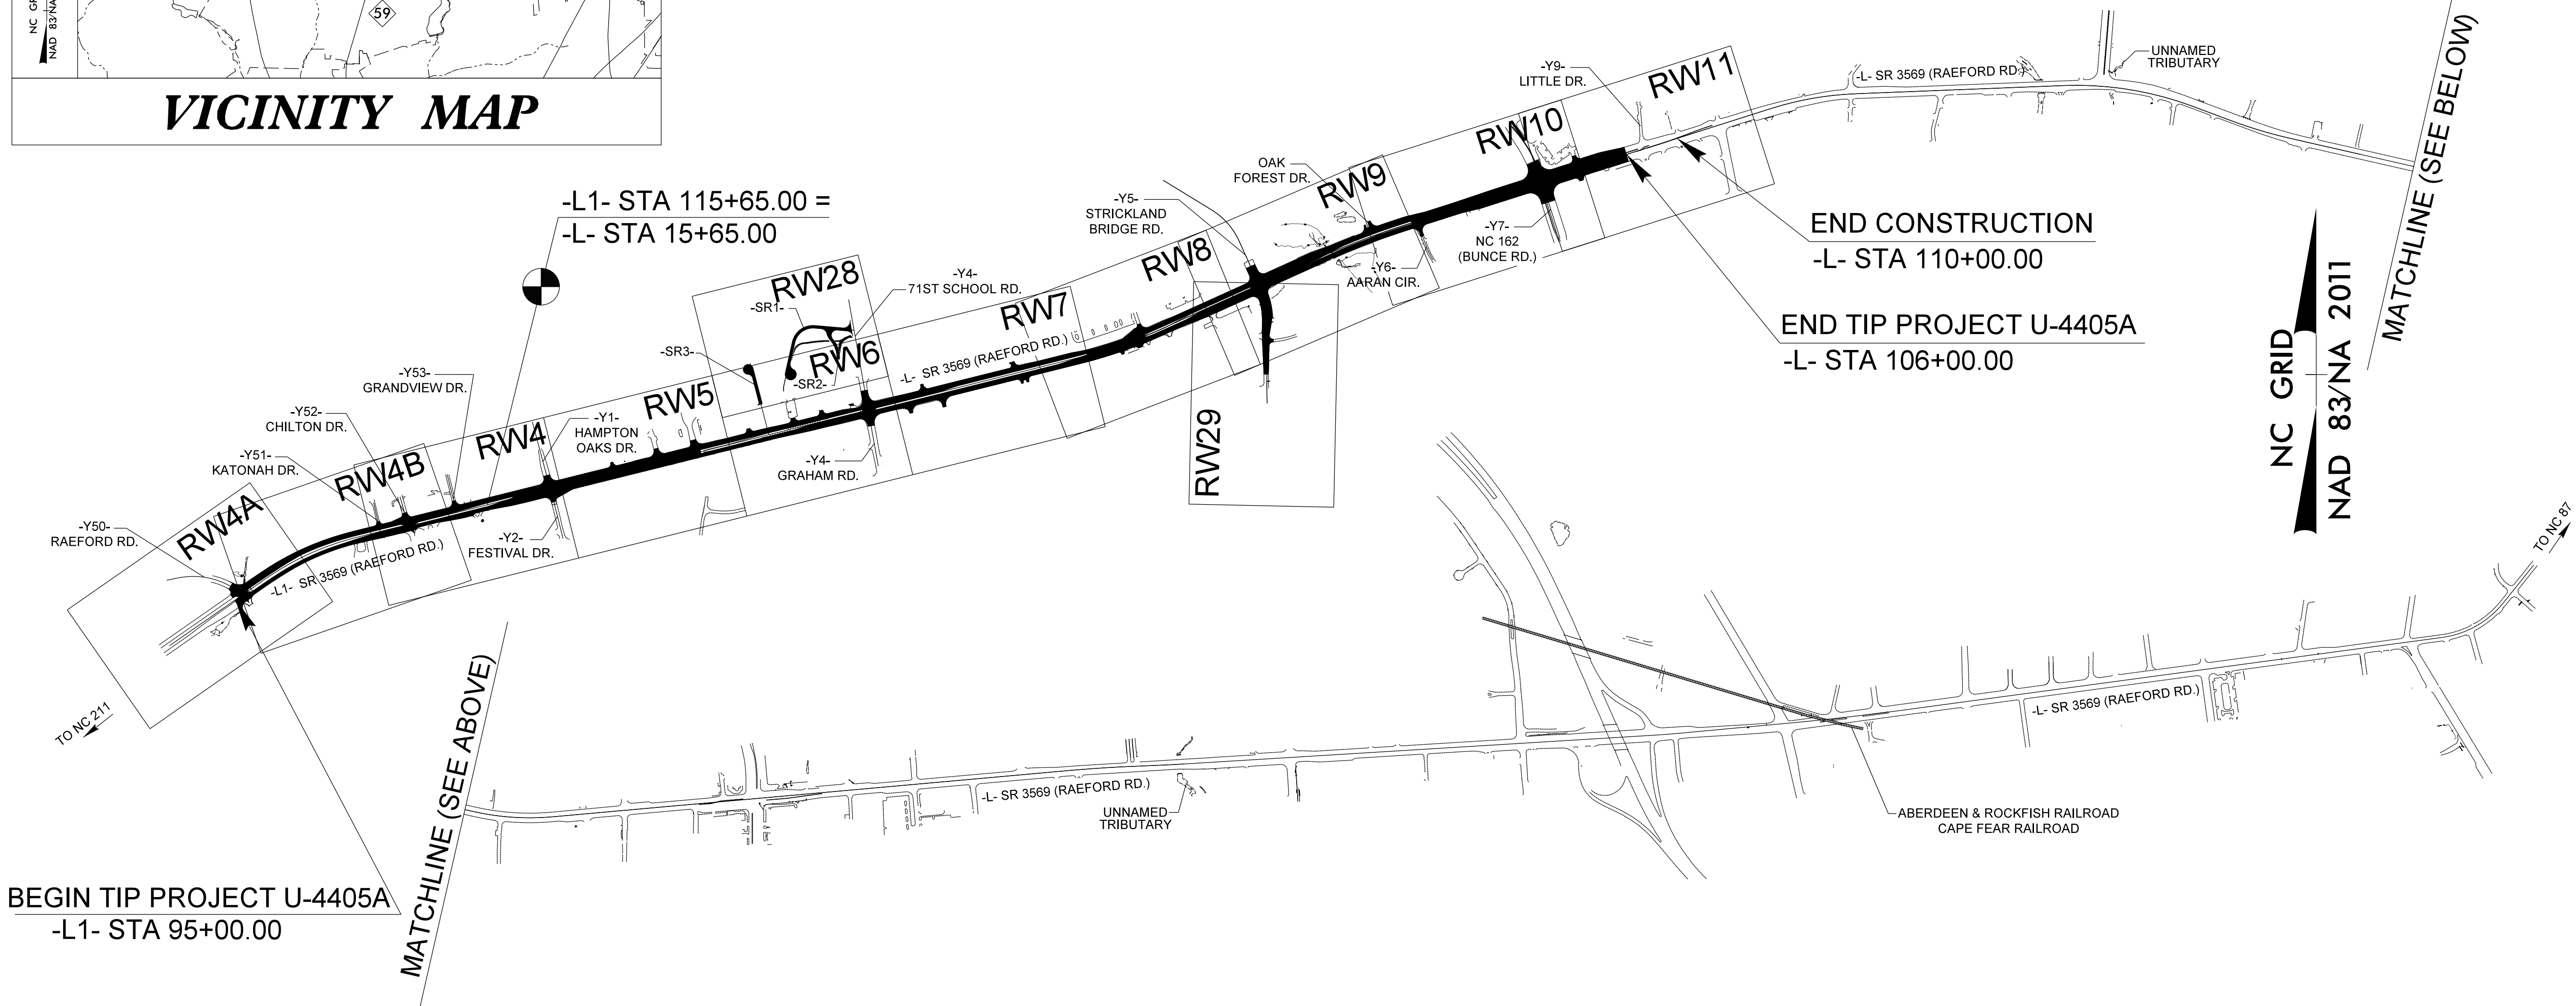 NC GR
NAD 83/NA
59
VICINITY MAP
-L1- STA 115+65.00 =
-L- STA 15+65.00
-Y50-
RAEFORD RD.
RW4A
-Y51-
KATONAH DR.
-Y52-
CHILTON DR.
RW4B
-Y53-
GRANDVIEW DR.
-L1- SR 3569 (RAEFORD RD.)
RW4
-Y1-
HAMPTON
OAKS DR.
-Y2-
FESTIVAL DR.
RW5
-SR3-
RW28
-SR1-
-SR2-
RW6
-Y4-
71ST SCHOOL RD.
-Y4-
GRAHAM RD.
-L- SR 3569 (RAEFORD RD.)
RW7
RW8
-Y5-
STRICKLAND
BRIDGE RD.
RW29
OAK
FOREST DR.
RW9
-Y6-
AARAN CIR.
RW10
-Y7-
NC 162
(BUNCE RD.)
-Y9-
LITTLE DR.
RW11
-L- SR 3569 (RAEFORD RD.)
UNNAMED
TRIBUTARY
MATCHLINE (SEE BELOW)
END CONSTRUCTION
-L- STA 110+00.00
END TIP PROJECT U-4405A
-L- STA 106+00.00
NC GRID
NAD 83/NA 2011
TO NC 211
BEGIN TIP PROJECT U-4405A
-L1- STA 95+00.00
MATCHLINE (SEE ABOVE)
-L- SR 3569 (RAEFORD RD.)
UNNAMED
TRIBUTARY
ABERDEEN & ROCKFISH RAILROAD
CAPE FEAR RAILROAD
-L- SR 3569 (RAEFORD RD.)
TO NC 87